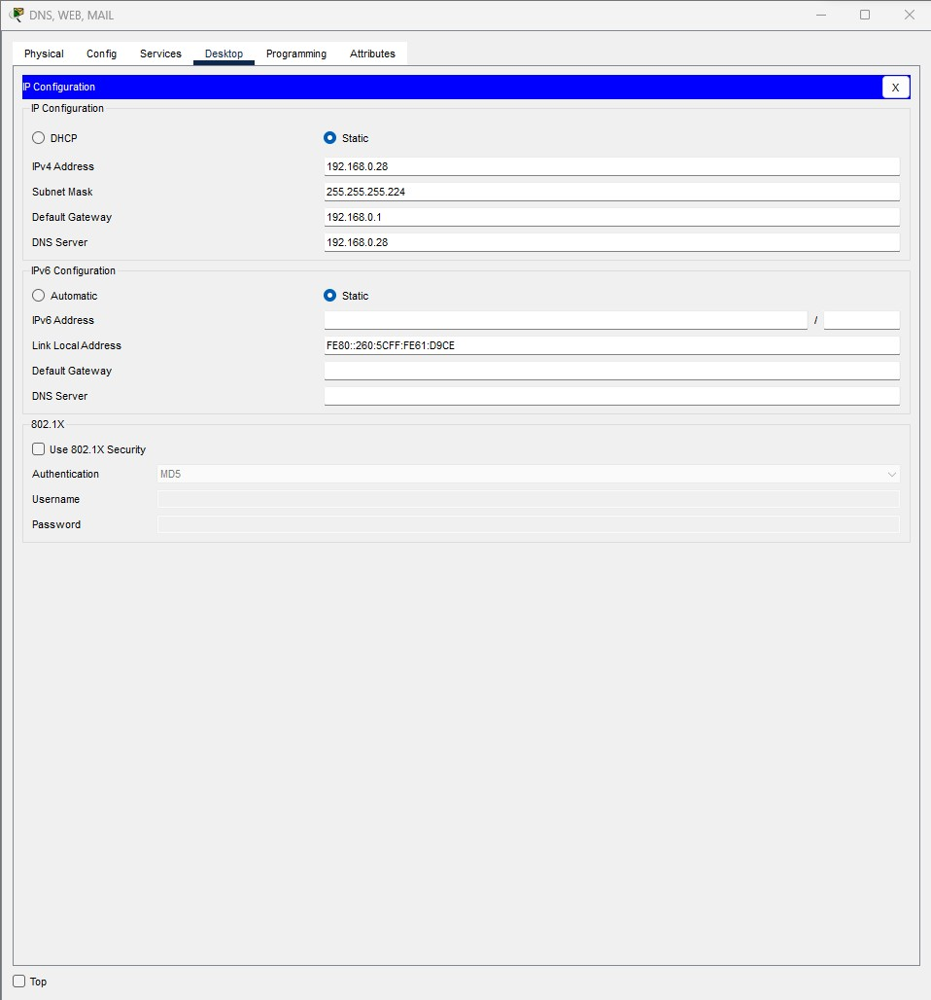 DNS, WEB, MAIL
Physical Config Services Desktop Programming Attributes
IP Configuration X
IP Configuration
DHCP Static
IPv4 Address 192.168.0.28
Subnet Mask 255.255.255.224
Default Gateway 192.168.0.1
DNS Server 192.168.0.28
IPv6 Configuration
Automatic Static
IPv6 Address /
Link Local Address FE80::260:5CFF:FE61:D9CE
Default Gateway
DNS Server
802.1X
Use 802.1X Security
Authentication MD5
Username
Password
Top